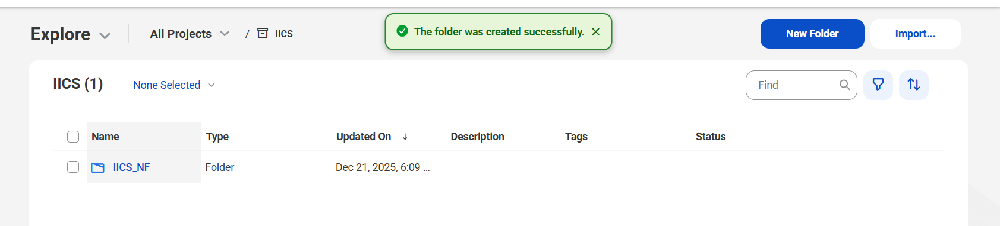 Explore
All Projects / IICS
The folder was created successfully.
New Folder
Import...
IICS (1)
None Selected
Find
Name Type Updated On ↓ Description Tags Status
IICS_NF Folder Dec 21, 2025, 6:09 ...